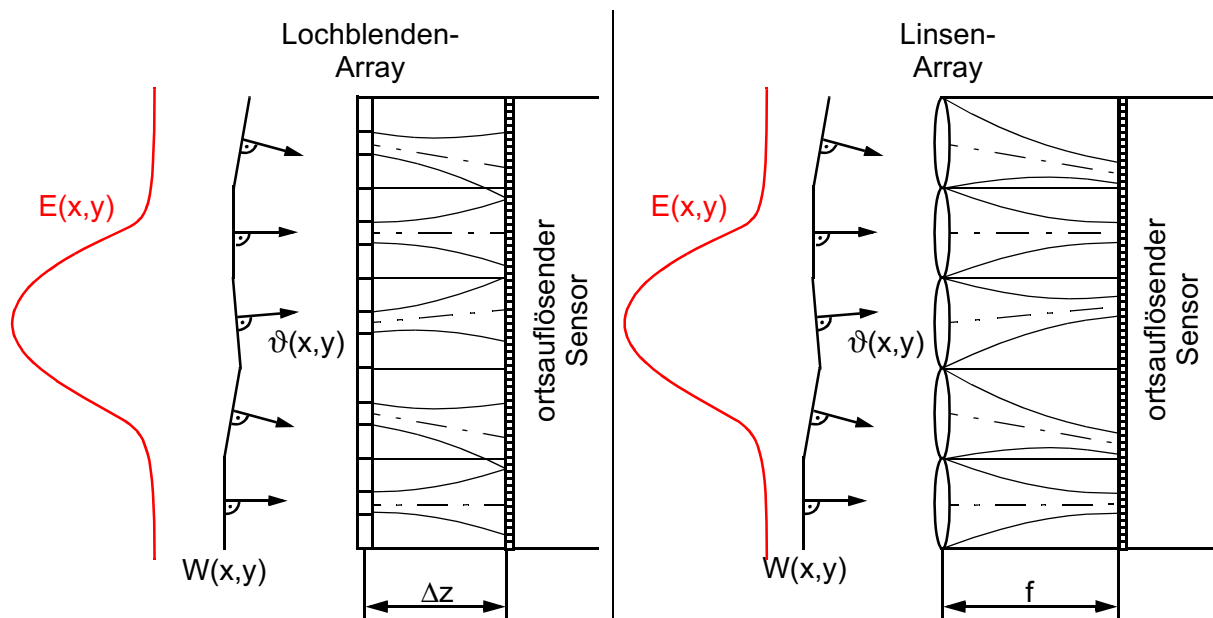 Lochblenden-
Array
E(x,y)
ϑ(x,y)
W(x,y)
Δz
ortsauflösender
Sensor
Linsen-
Array
E(x,y)
ϑ(x,y)
W(x,y)
f
ortsauflösender
Sensor